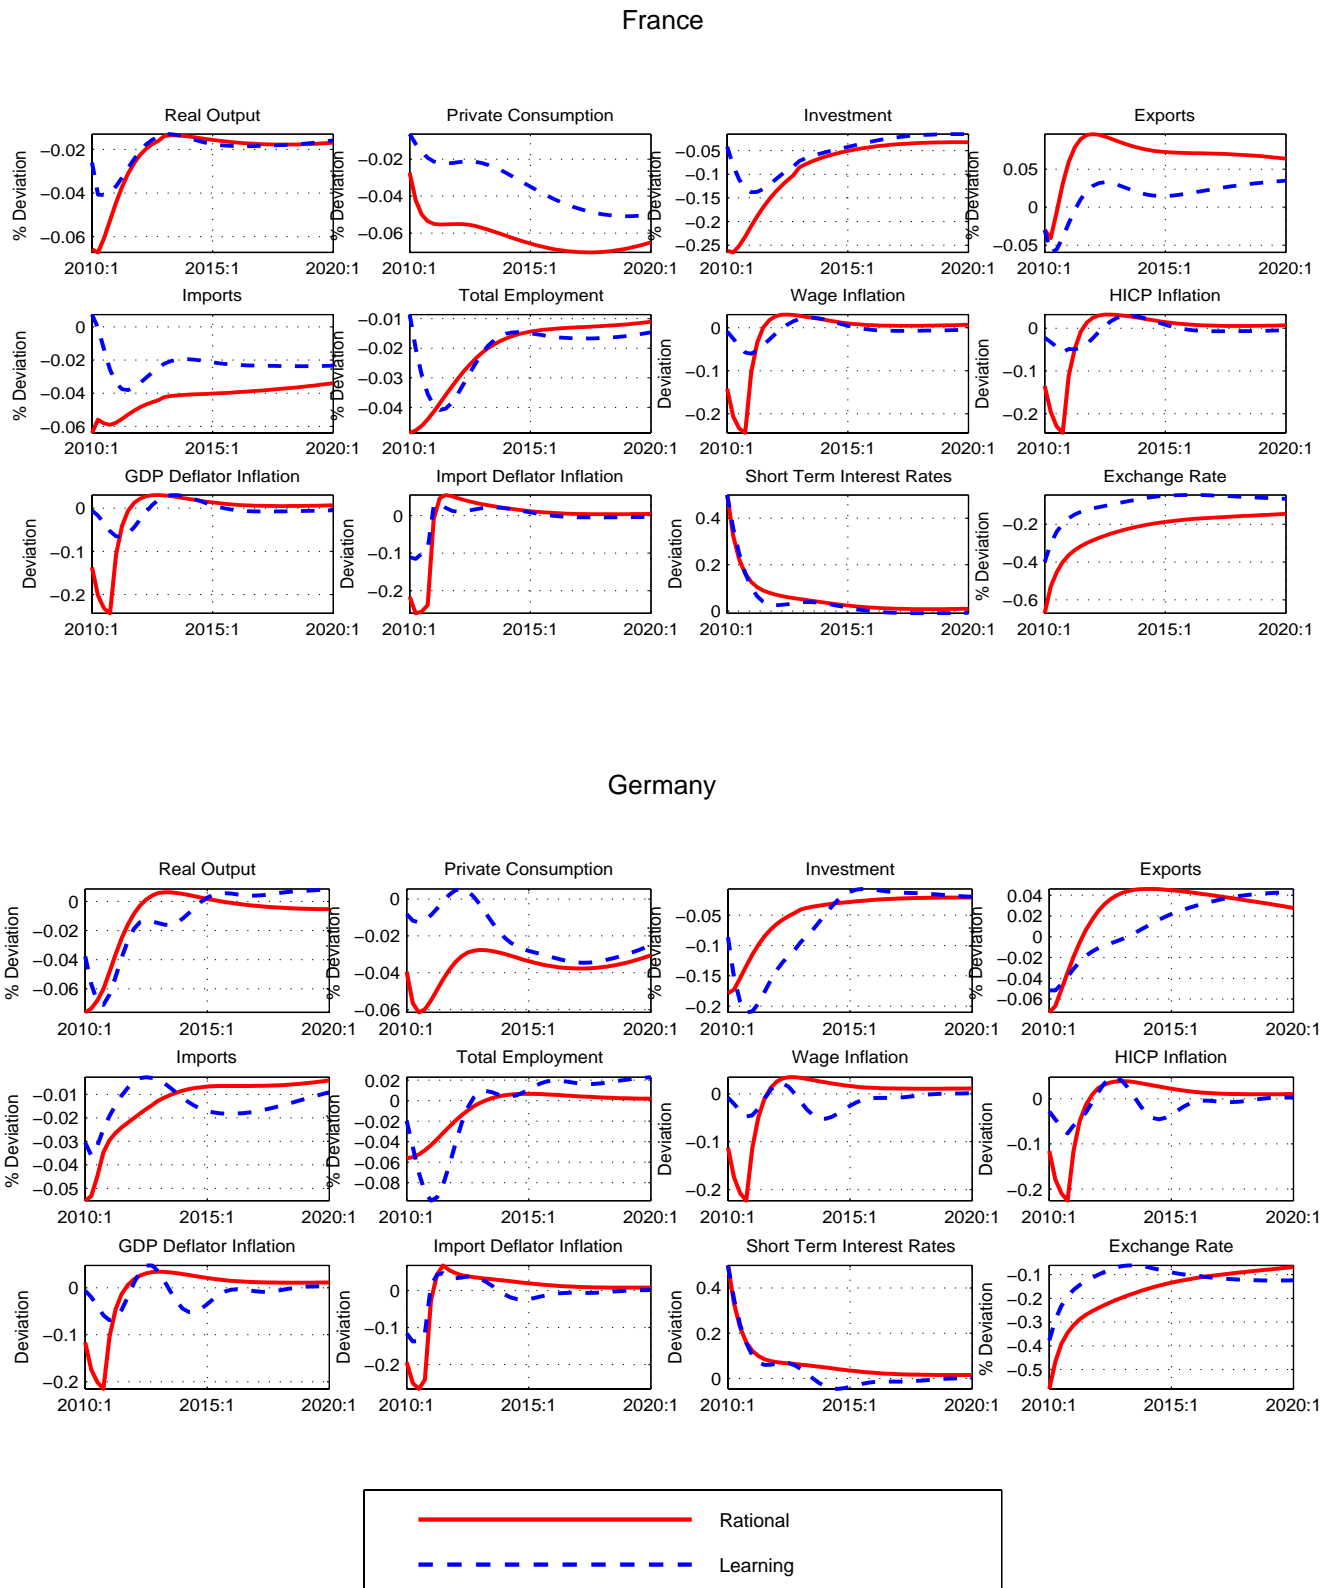 France
Real Output Private Consumption Investment Exports
% Deviation −0.02 −0.04 −0.06 2010:1 2015:1 2020:1
% Deviation −0.02 −0.04 −0.06 2010:1 2015:1 2020:1
% Deviation −0.05 −0.1 −0.15 −0.2 −0.25 2010:1 2015:1 2020:1
% Deviation 0.05 0 −0.05 2010:1 2015:1 2020:1
Imports Total Employment Wage Inflation HICP Inflation
% Deviation 0 −0.02 −0.04 −0.06 2010:1 2015:1 2020:1
% Deviation −0.01 −0.02 −0.03 −0.04 2010:1 2015:1 2020:1
Deviation 0 −0.1 −0.2 2010:1 2015:1 2020:1
Deviation 0 −0.1 −0.2 2010:1 2015:1 2020:1
GDP Deflator Inflation Import Deflator Inflation Short Term Interest Rates Exchange Rate
Deviation 0 −0.1 −0.2 2010:1 2015:1 2020:1
Deviation 0 −0.1 −0.2 2010:1 2015:1 2020:1
Deviation 0.4 0.2 0 2010:1 2015:1 2020:1
% Deviation −0.2 −0.4 −0.6 2010:1 2015:1 2020:1
Germany
Real Output Private Consumption Investment Exports
% Deviation 0 −0.02 −0.04 −0.06 2010:1 2015:1 2020:1
% Deviation 0 −0.02 −0.04 −0.06 2010:1 2015:1 2020:1
% Deviation −0.05 −0.1 −0.15 −0.2 2010:1 2015:1 2020:1
% Deviation 0.04 0.02 0 −0.02 −0.04 −0.06 2010:1 2015:1 2020:1
Imports Total Employment Wage Inflation HICP Inflation
% Deviation −0.01 −0.02 −0.03 −0.04 −0.05 2010:1 2015:1 2020:1
% Deviation 0.02 0 −0.02 −0.04 −0.06 −0.08 2010:1 2015:1 2020:1
Deviation 0 −0.1 −0.2 2010:1 2015:1 2020:1
Deviation 0 −0.1 −0.2 2010:1 2015:1 2020:1
GDP Deflator Inflation Import Deflator Inflation Short Term Interest Rates Exchange Rate
Deviation 0 −0.1 −0.2 2010:1 2015:1 2020:1
Deviation 0 −0.1 −0.2 2010:1 2015:1 2020:1
Deviation 0.4 0.2 0 2010:1 2015:1 2020:1
% Deviation −0.1 −0.2 −0.3 −0.4 −0.5 2010:1 2015:1 2020:1
Rational
Learning